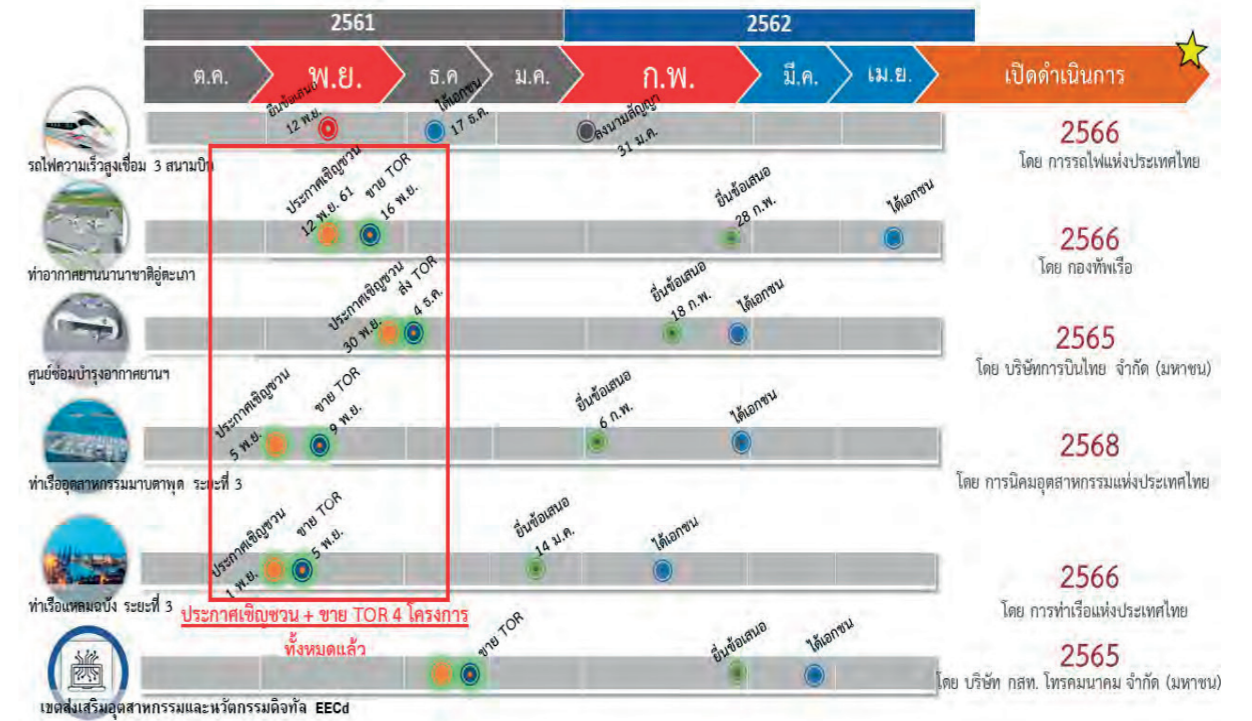 2561
2562
ต.ค.
พ.ย.
ธ.ค
ม.ค.
ก.พ.
มี.ค.
เม.ย.
เปิดดำเนินการ
ยื่นข้อเสนอ
12 พ.ย.
ได้เอกชน
17 ธ.ค.
ลงนามสัญญา
31 ม.ค.
2566
โดย การรถไฟแห่งประเทศไทย
รถไฟความเร็วสูงเชื่อม 3 สนามบิน
ประกาศเชิญชวน
12 พ.ย. 61
ขาย TOR
16 พ.ย.
ยื่นข้อเสนอ
28 ก.พ.
ได้เอกชน
2566
โดย กองทัพเรือ
ท่าอากาศยานนานาชาติอู่ตะเภา
ประกาศเชิญชวน
30 พ.ย.
ส่ง TOR
4 ธ.ค.
ยื่นข้อเสนอ
18 ก.พ.
ได้เอกชน
2565
โดย บริษัทการบินไทย จำกัด (มหาชน)
ศูนย์ซ่อมบำรุงอากาศยานฯ
ประกาศเชิญชวน
5 พ.ย.
ขาย TOR
9 พ.ย.
ยื่นข้อเสนอ
6 ก.พ.
ได้เอกชน
2568
โดย การนิคมอุตสาหกรรมแห่งประเทศไทย
ท่าเรืออุตสาหกรรมมาบตาพุด ระยะที่ 3
ประกาศเชิญชวน
1 พ.ย.
ขาย TOR
5 พ.ย.
ยื่นข้อเสนอ
14 ม.ค.
ได้เอกชน
2566
โดย การท่าเรือแห่งประเทศไทย
ท่าเรือแหลมฉบัง ระยะที่ 3
ประกาศเชิญชวน + ขาย TOR 4 โครงการ
ทั้งหมดแล้ว
ขาย TOR
ยื่นข้อเสนอ
ได้เอกชน
2565
โดย บริษัท กสท. โทรคมนาคม จำกัด (มหาชน)
เขตส่งเสริมอุตสาหกรรมและนวัตกรรมดิจิทัล EECd